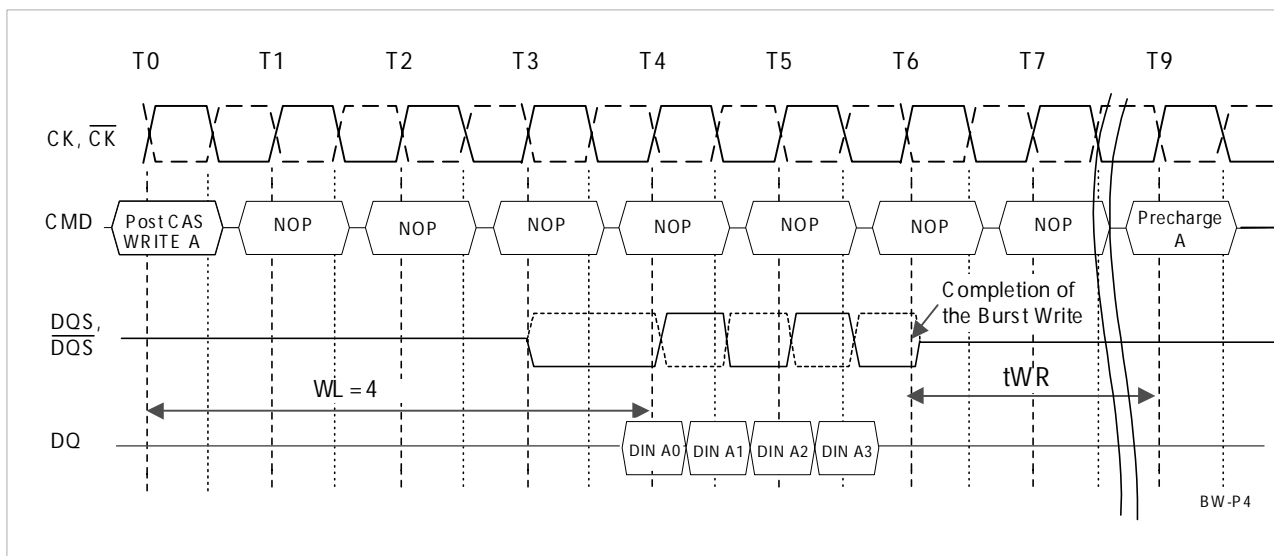 T0 T1 T2 T3 T4 T5 T6 T7 T9
CK, CK
CMD
Post CAS
WRITE A
NOP NOP NOP NOP NOP NOP NOP
Precharge
A
Completion of
the Burst Write
DQS,
DQS
WL = 4
tWR
DQ
DIN A0 DIN A1 DIN A2 DIN A3
BW-P4